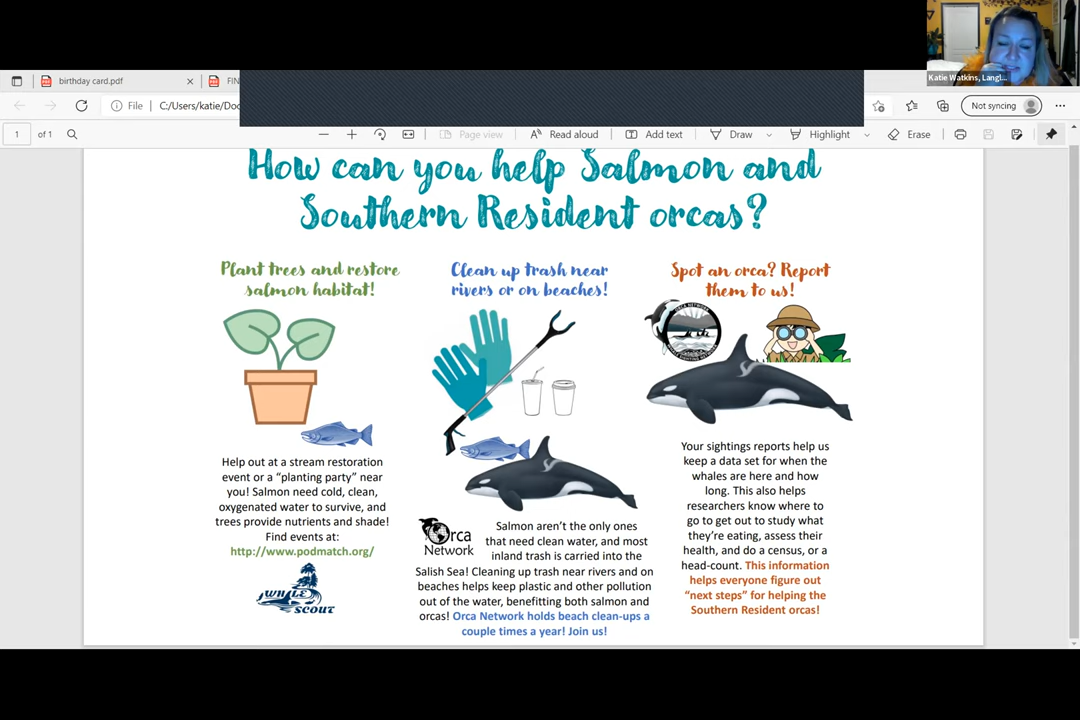 Katie Watkins, Langl...
birthday card.pdf
FIN
File
C:/Users/katie/Doc
Not syncing
1 of 1
Page view
Read aloud
Add text
Draw
Highlight
Erase
How can you help Salmon and
Southern Resident orcas?
Plant trees and restore
salmon habitat!
Help out at a stream restoration
event or a “planting party” near
you! Salmon need cold, clean,
oxygenated water to survive, and
trees provide nutrients and shade!
Find events at:
http://www.podmatch.org/
WHALE
SCOUT
Clean up trash near
rivers or on beaches!
Orca
Network
Salmon aren’t the only ones
that need clean water, and most
inland trash is carried into the
Salish Sea! Cleaning up trash near rivers and on
beaches helps keep plastic and other pollution
out of the water, benefitting both salmon and
orcas! Orca Network holds beach clean-ups a
couple times a year! Join us!
Spot an orca? Report
them to us!
ORCA NETWORK
Your sightings reports help us
keep a data set for when the
whales are here and how
long. This also helps
researchers know where to
go to get out to study what
they’re eating, assess their
health, and do a census, or a
head-count. This information
helps everyone figure out
“next steps” for helping the
Southern Resident orcas!